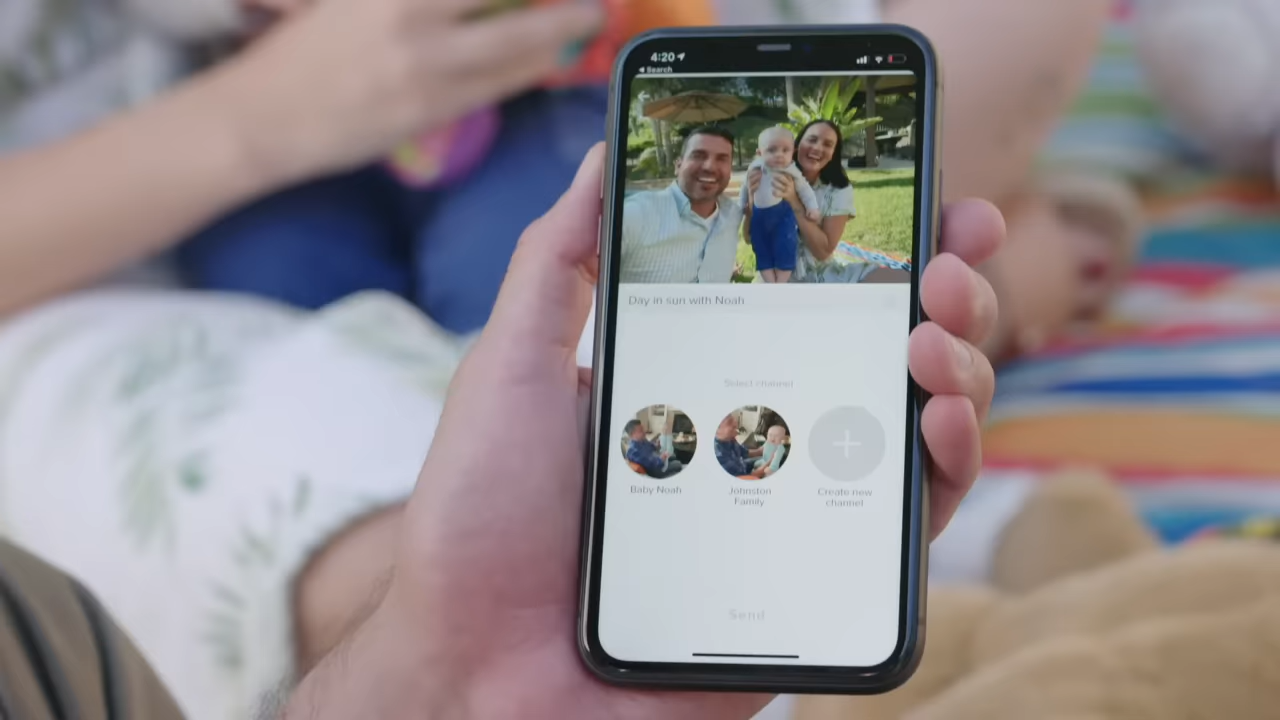 4:20
Search
Day in sun with Noah
Select channel
Baby Noah
Johnston
Family
Create new
channel
Send